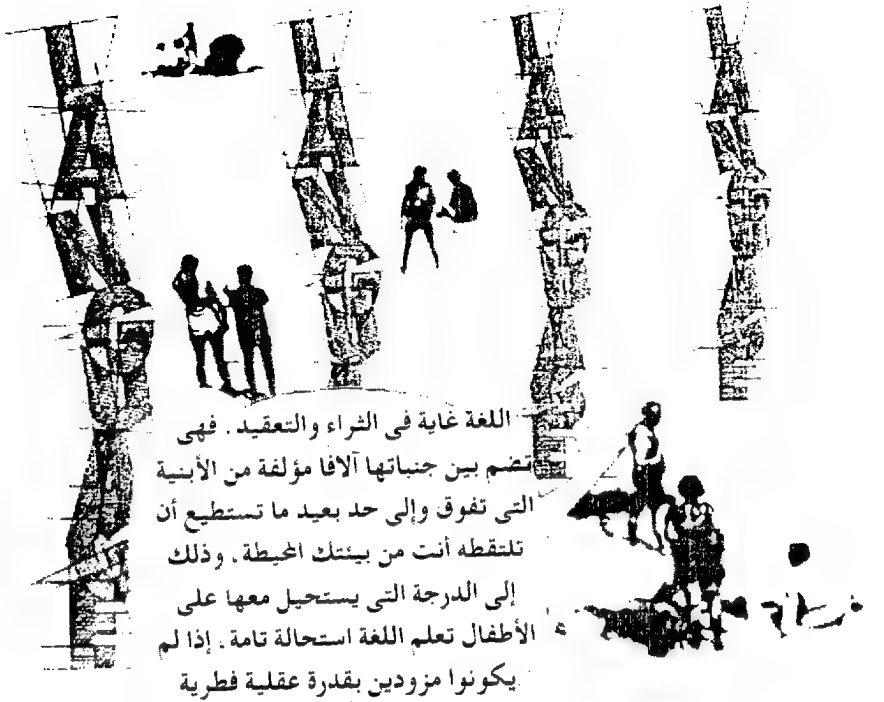 اللغة غاية فى الثراء والتعقيد. فهى
تضم بين جنباتها آلافا مؤلفة من الأبنية
التى تفوق وإلى حد بعيد ما تستطيع أن
تلتقطه أنت من بيئتك المحيطة. وذلك
إلى الدرجة التى يستحيل معها على
الأطفال تعلم اللغة استحالة تامة. إذا لم
يكونوا مزودين بقدرة عقلية فطرية